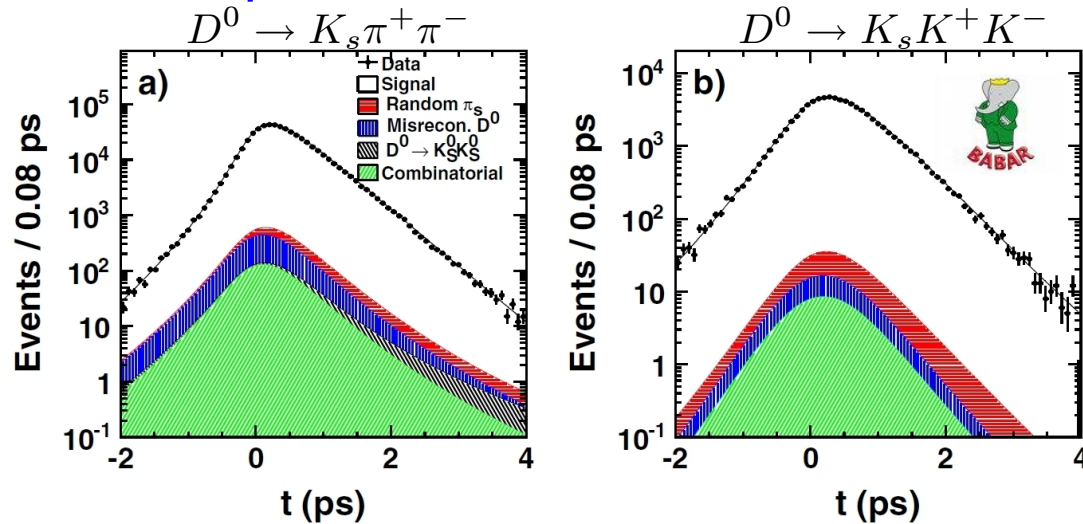 D⁰ → Kₛπ⁺π⁻
a)
Data
Signal
Random πₛ
Misrecon. D⁰
D⁰ → K⁰ₛK⁰ₛ
Combinatorial
Events / 0.08 ps
10⁵
10⁴
10³
10²
10
1
10⁻¹
-2 0 2 4
t (ps)
D⁰ → KₛK⁺K⁻
b)
BABAR
Events / 0.08 ps
10⁴
10³
10²
10
1
10⁻¹
-2 0 2 4
t (ps)